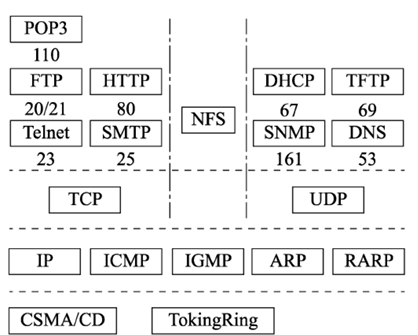 POP3
110
FTP HTTP DHCP TFTP
20/21 80 NFS 67 69
Telnet SMTP SNMP DNS
23 25 161 53
TCP UDP
IP ICMP IGMP ARP RARP
CSMA/CD TokingRing